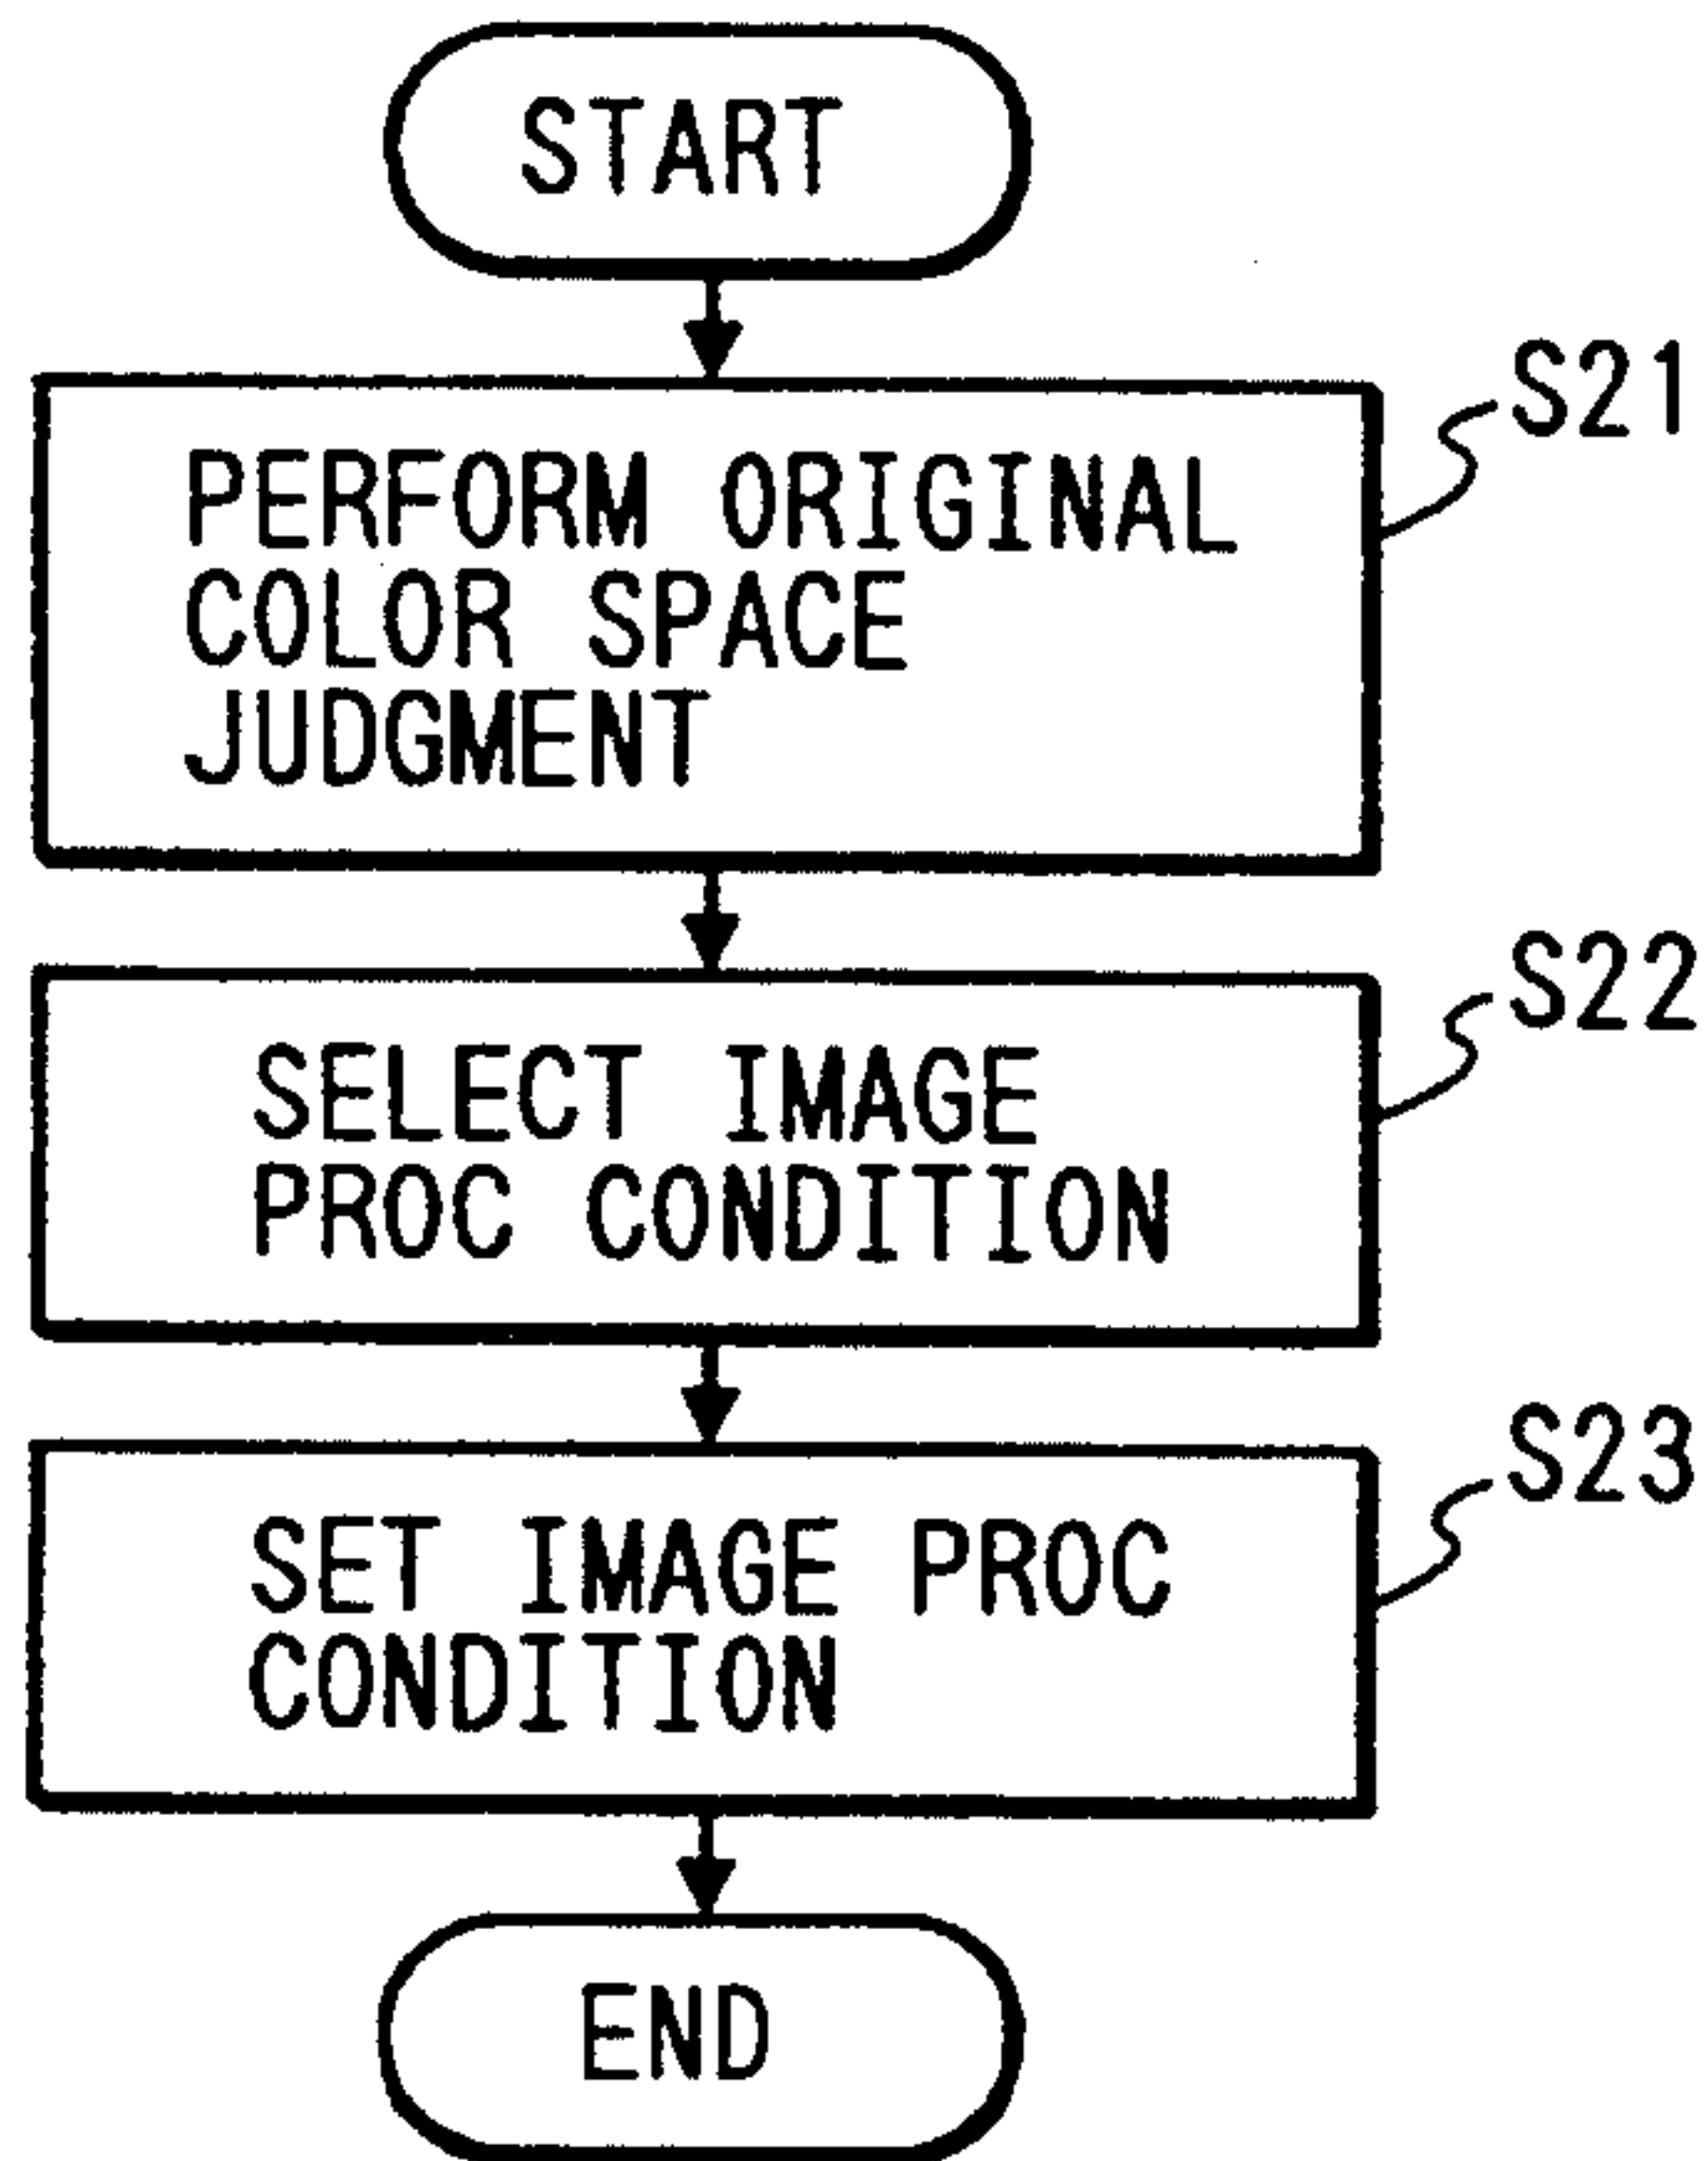 START
S21
PERFORM ORIGINAL
COLOR SPACE
JUDGMENT
S22
SELECT IMAGE
PROC CONDITION
S23
SET IMAGE PROC
CONDITION
END